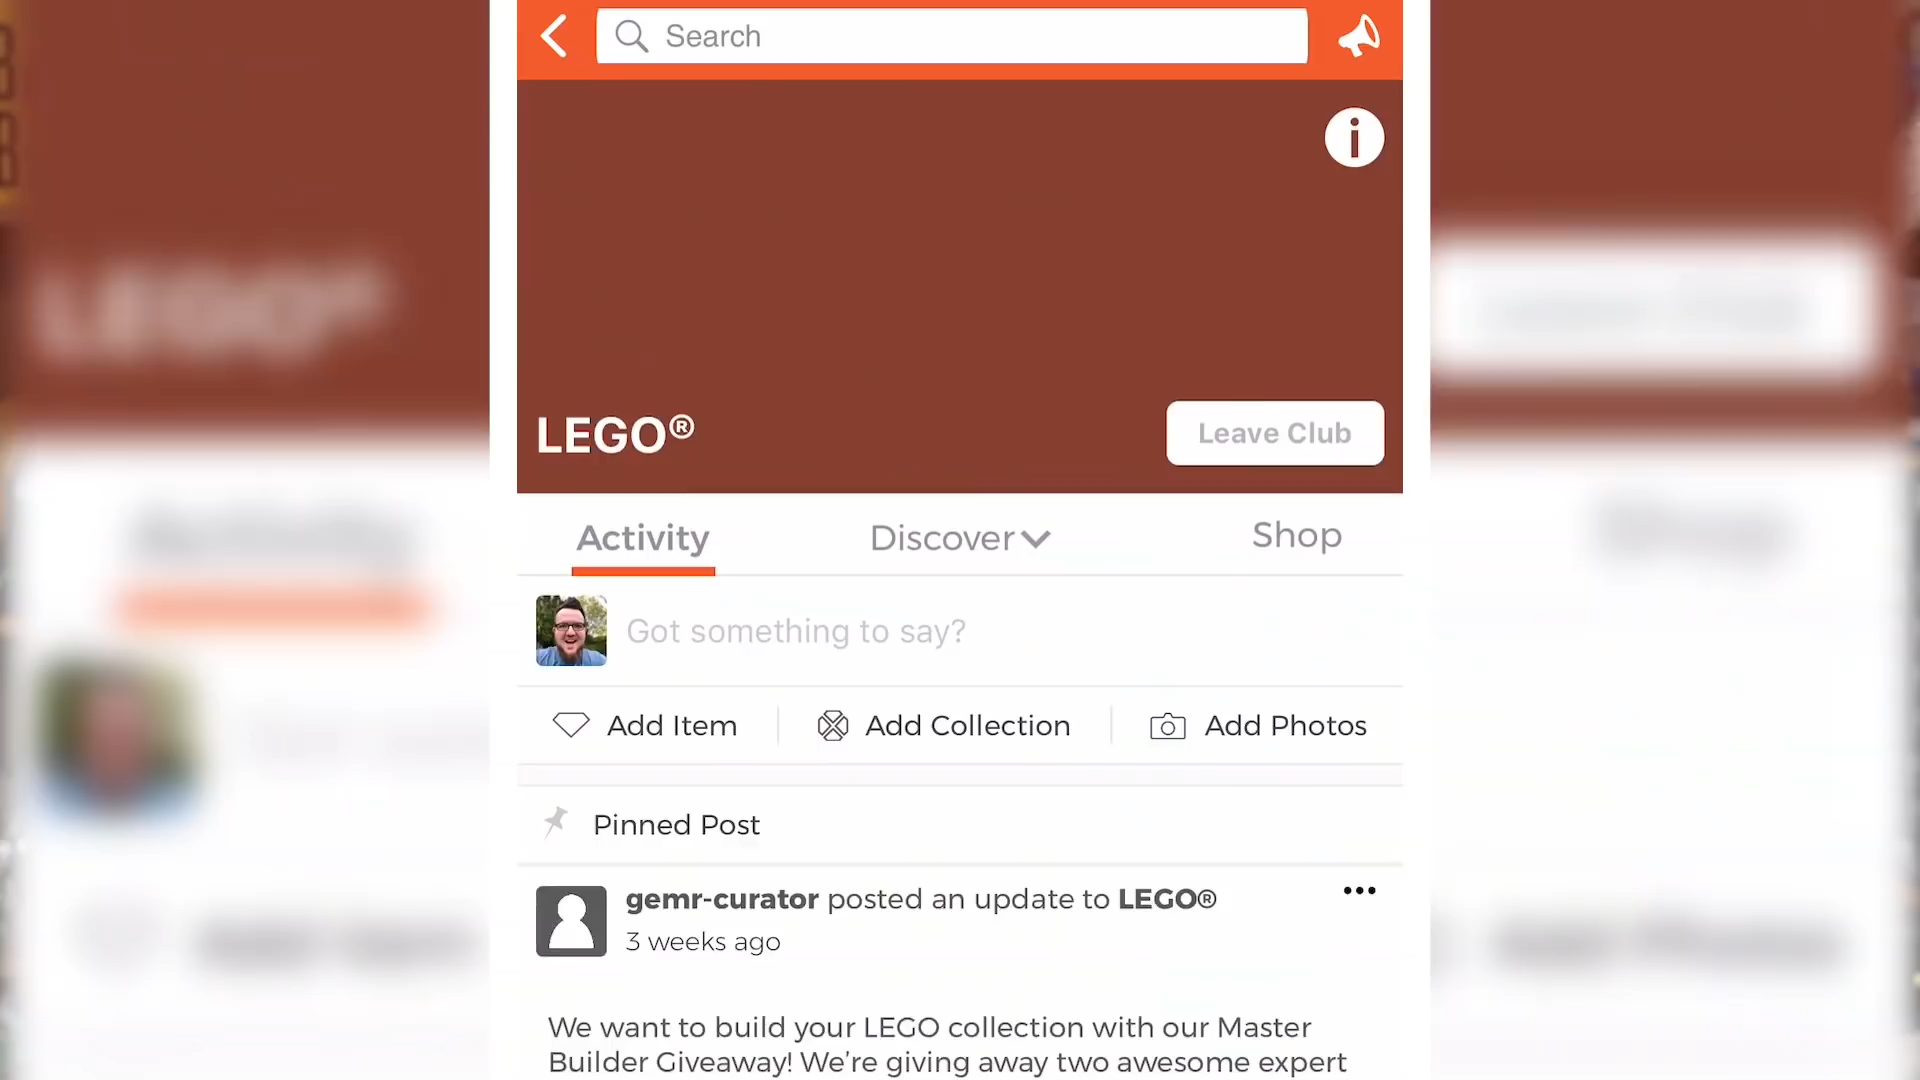 Search
LEGO®
Leave Club
Activity
Discover
Shop
Got something to say?
Add Item
Add Collection
Add Photos
Pinned Post
gemr-curator posted an update to LEGO®
3 weeks ago
We want to build your LEGO collection with our Master
Builder Giveaway! We're giving away two awesome expert